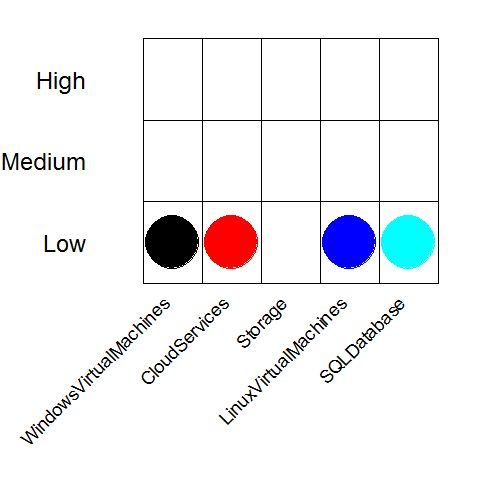 High
Medium
Low
WindowsVirtualMachines
CloudServices
Storage
LinuxVirtualMachines
SQLDatabase